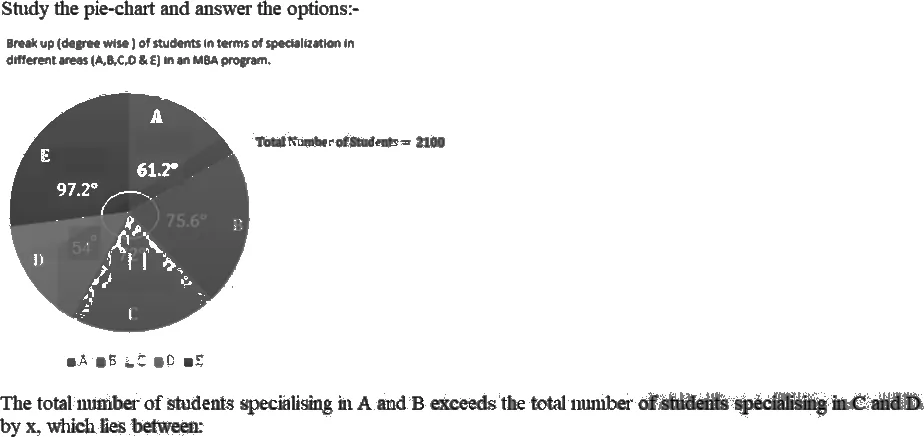 Study the pie-chart and answer the options:-
Break up (degree wise ) of students in terms of specialization in
different areas (A,B,C,D & E) in an MBA program.
A
Total Number of Students = 2100
E
61.2°
97.2°
75.6°
B
54°
72°
D
C
A B C D E
The total number of students specialising in A and B exceeds the total number of students specialising in C and D
by x, which lies between: